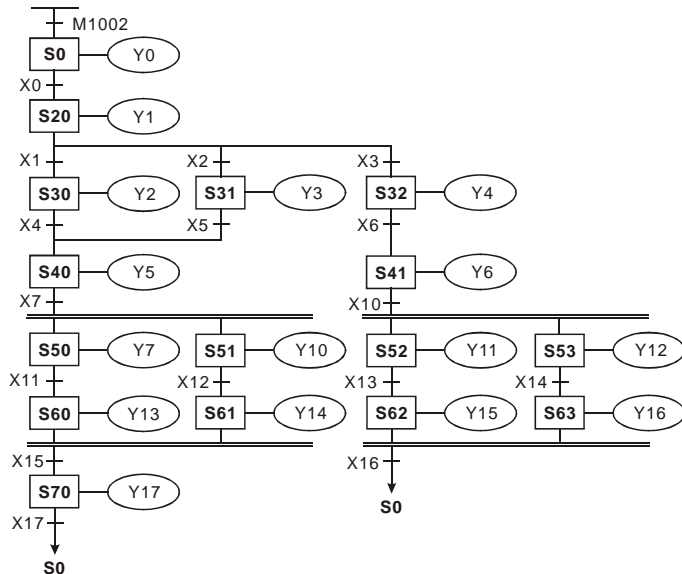 M1002
S0 Y0
X0
S20 Y1
X1 X2 X3
S30 Y2 S31 Y3 S32 Y4
X4 X5 X6
S40 Y5 S41 Y6
X7 X10
S50 Y7 S51 Y10 S52 Y11 S53 Y12
X11 X12 X13 X14
S60 Y13 S61 Y14 S62 Y15 S63 Y16
X15 X16
S70 Y17 S0
X17
S0